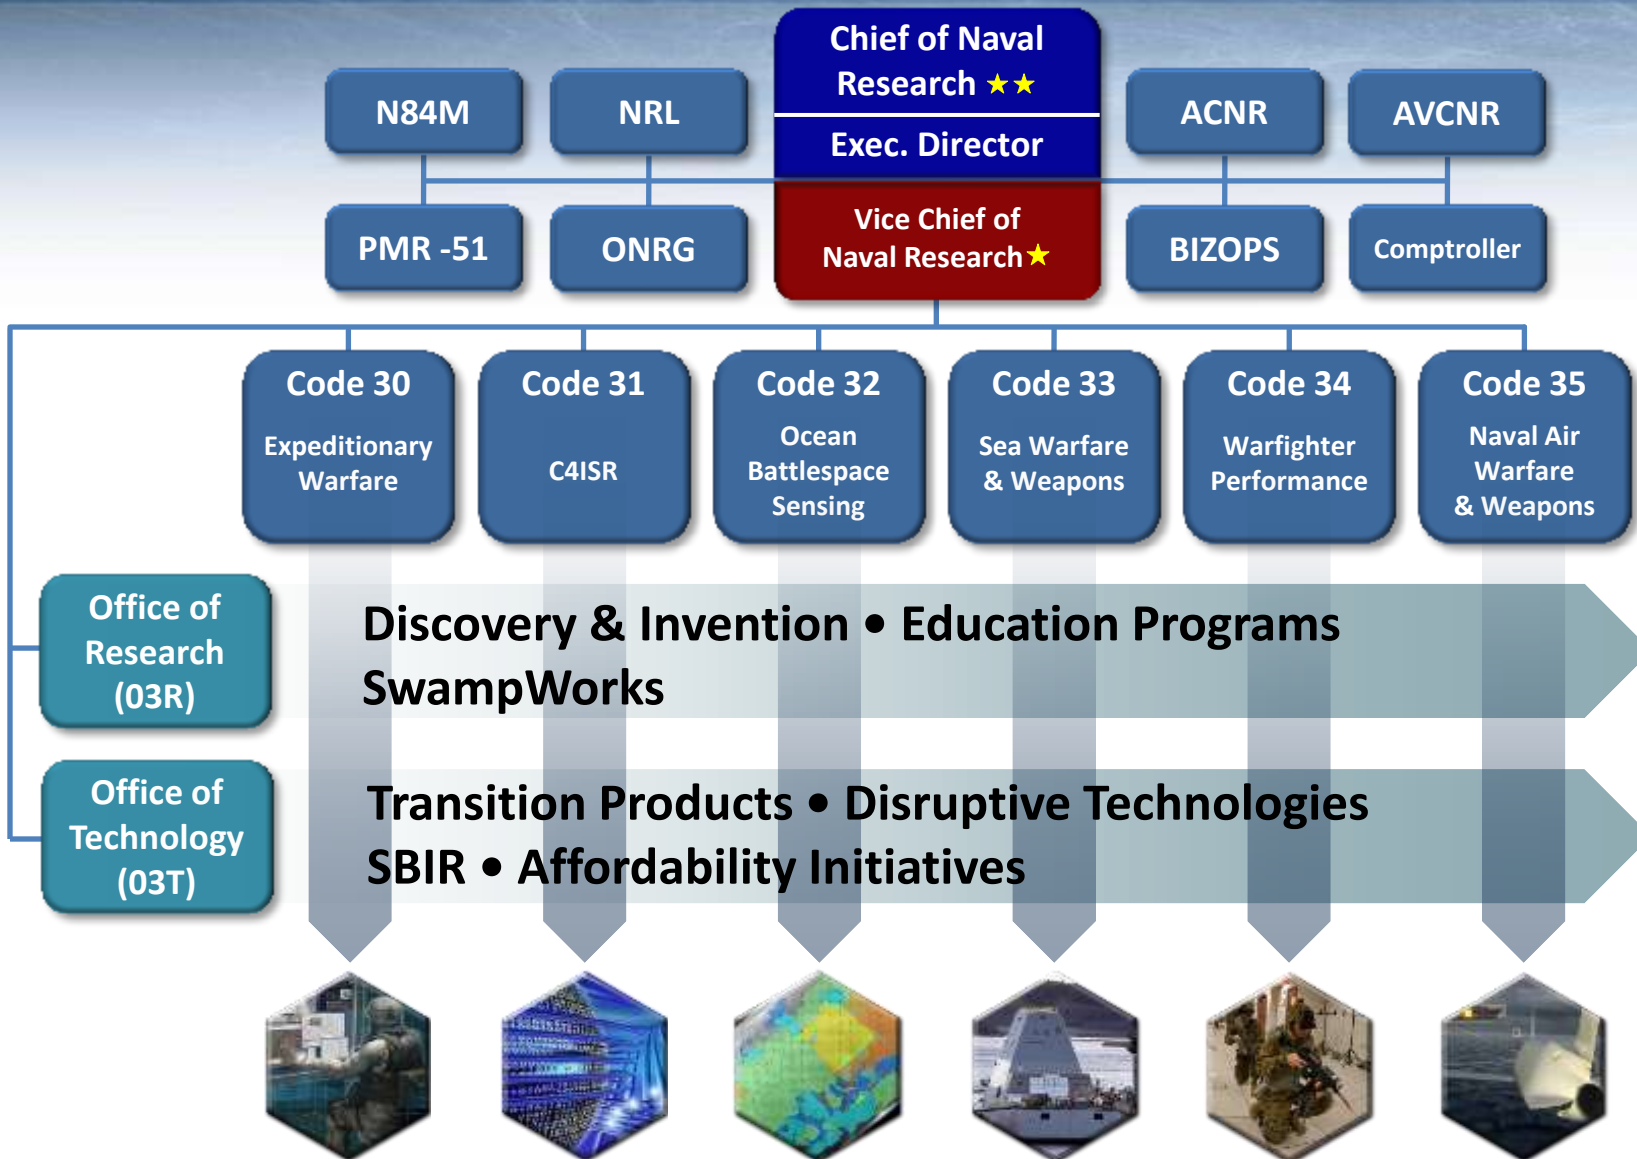 Chief of Naval
Research
Exec. Director
Vice Chief of
Naval Research
N84M
NRL
ACNR
AVCNR
PMR -51
ONRG
BIZOPS
Comptroller
Code 30
Expeditionary
Warfare
Code 31
C4ISR
Code 32
Ocean
Battlespace
Sensing
Code 33
Sea Warfare
& Weapons
Code 34
Warfighter
Performance
Code 35
Naval Air
Warfare
& Weapons
Office of
Research
(03R)
Discovery & Invention • Education Programs
SwampWorks
Office of
Technology
(03T)
Transition Products • Disruptive Technologies
SBIR • Affordability Initiatives